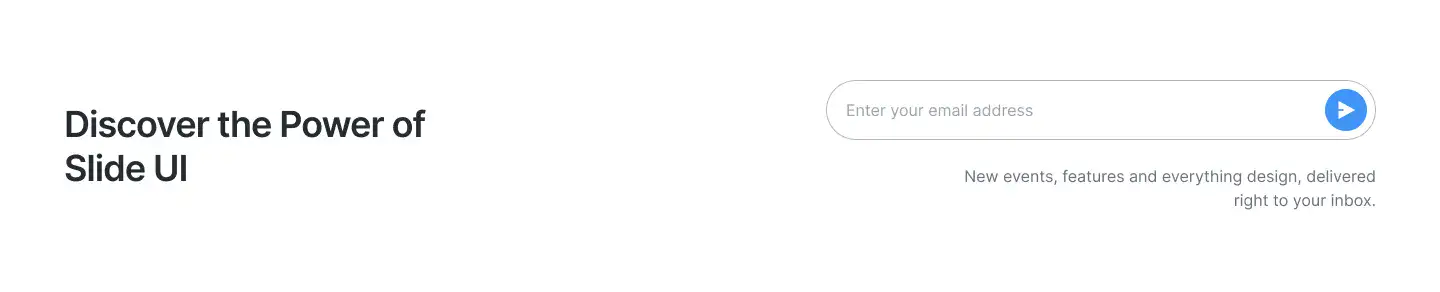 Discover the Power of
Slide UI
Enter your email address
New events, features and everything design, delivered
right to your inbox.